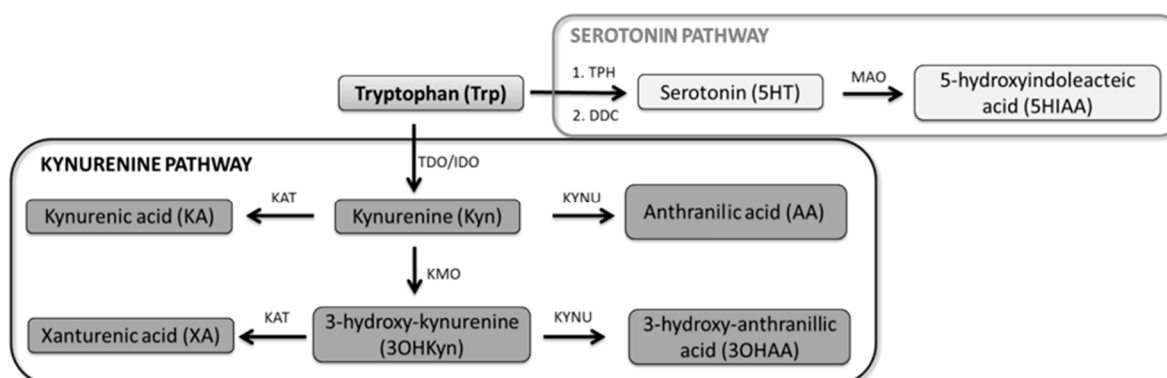 SEROTONIN PATHWAY
1. TPH
2. DDC
Tryptophan (Trp)
Serotonin (5HT)
MAO
5-hydroxyindoleacteic
acid (5HIAA)
KYNURENINE PATHWAY
TDO/IDO
Kynurenic acid (KA)
KAT
Kynurenine (Kyn)
KYNU
Anthranilic acid (AA)
KMO
Xanturenic acid (XA)
KAT
3-hydroxy-kynurenine
(3OHKyn)
KYNU
3-hydroxy-anthranillic
acid (3OHAA)